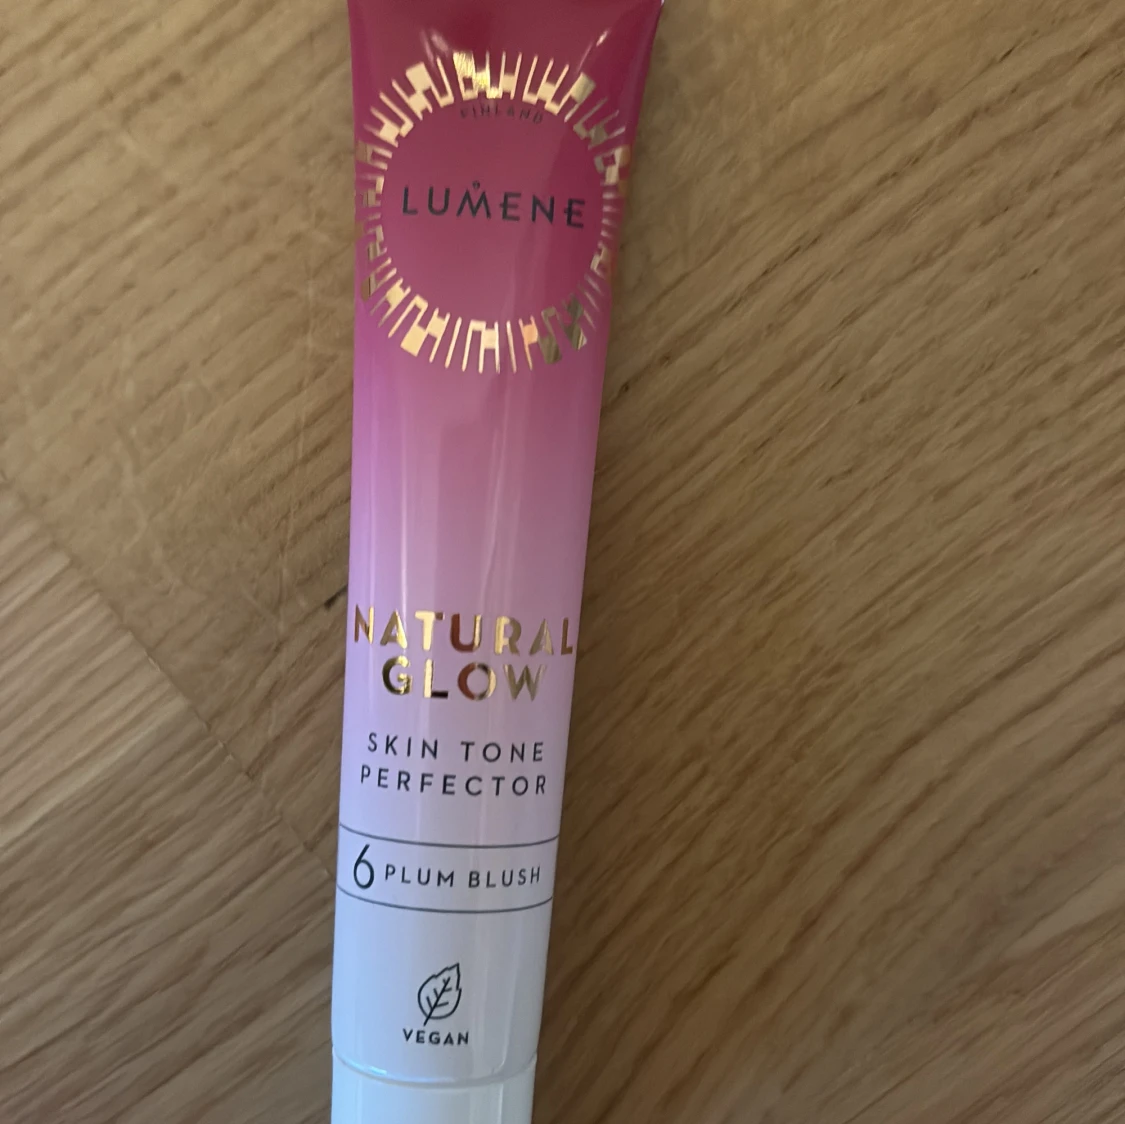 FINLAND
LUMENE
NATURAL
GLOW
SKIN TONE
PERFECTOR
6 PLUM BLUSH
VEGAN